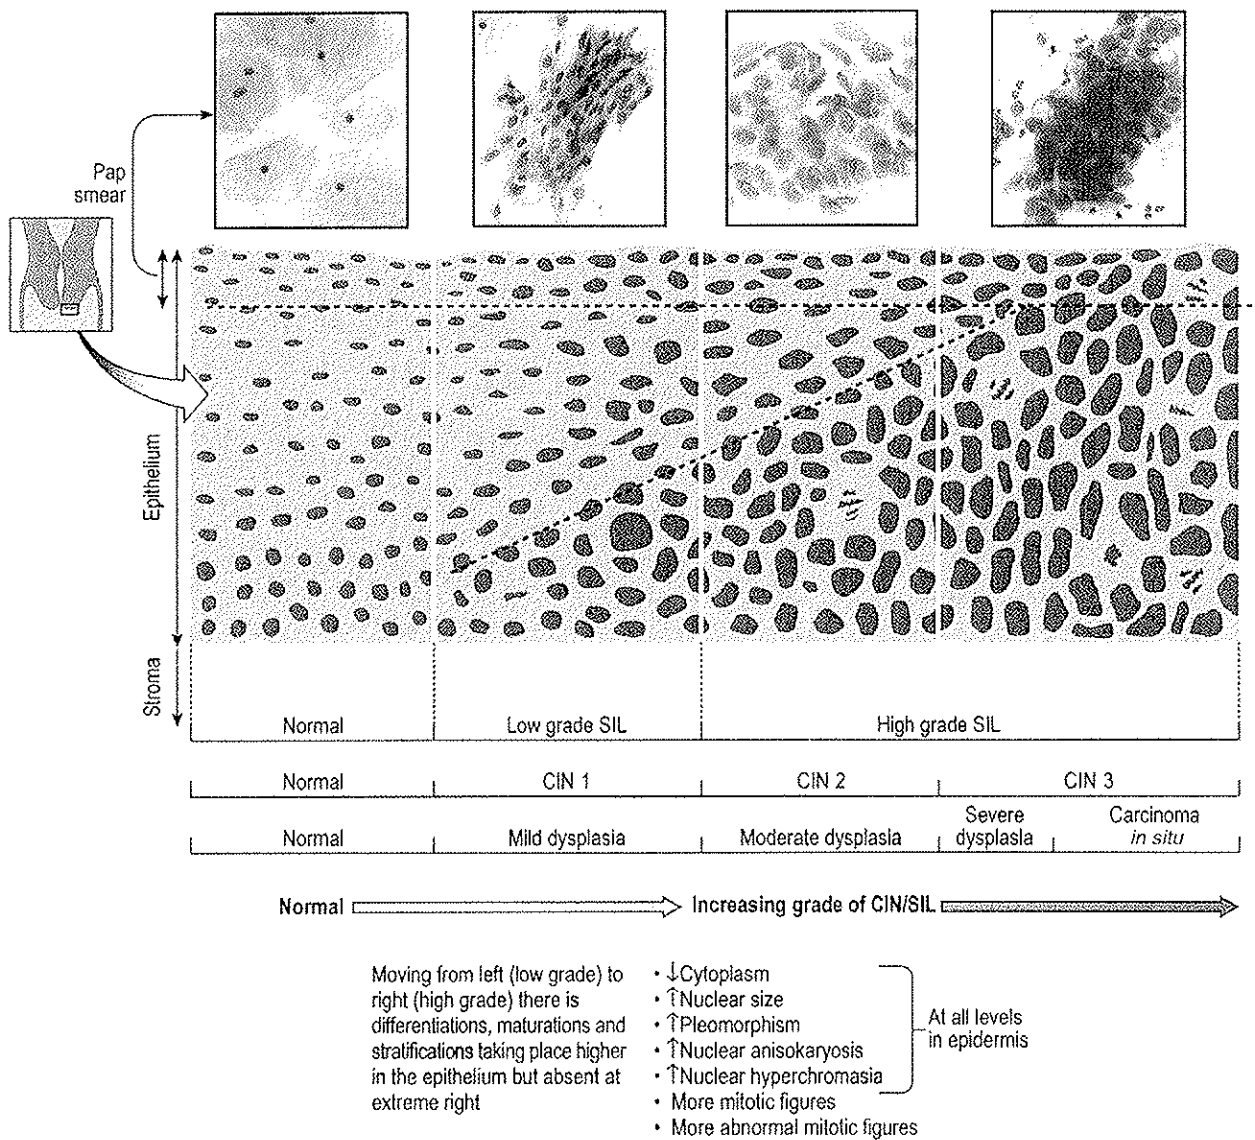 Pap
smear
Epithelium
Stroma
Normal
Low grade SIL
High grade SIL
Normal
CIN 1
CIN 2
CIN 3
Normal
Mild dysplasia
Moderate dysplasia
Severe
dysplasia
Carcinoma
in situ
Normal
Increasing grade of CIN/SIL
Moving from left (low grade) to
right (high grade) there is
differentiations, maturations and
stratifications taking place higher
in the epithelium but absent at
extreme right
• ↓Cytoplasm
• ↑Nuclear size
• ↑Pleomorphism
• ↑Nuclear anisokaryosis
• ↑Nuclear hyperchromasia
• More mitotic figures
• More abnormal mitotic figures
At all levels
in epidermis